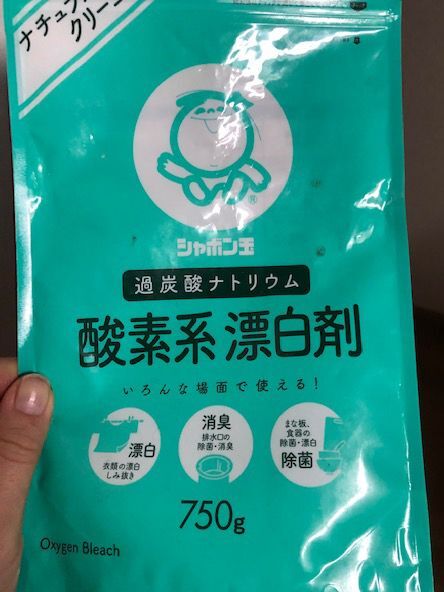 ナチュラル
クリーニ
®
シャボン玉
過炭酸ナトリウム
酸素系漂白剤
いろんな場面で使える!
漂白
衣類の漂白
しみ抜き
消臭
排水口の
除菌・消臭
まな板、
食器の
除菌・漂白
除菌
750g
Oxygen Bleach